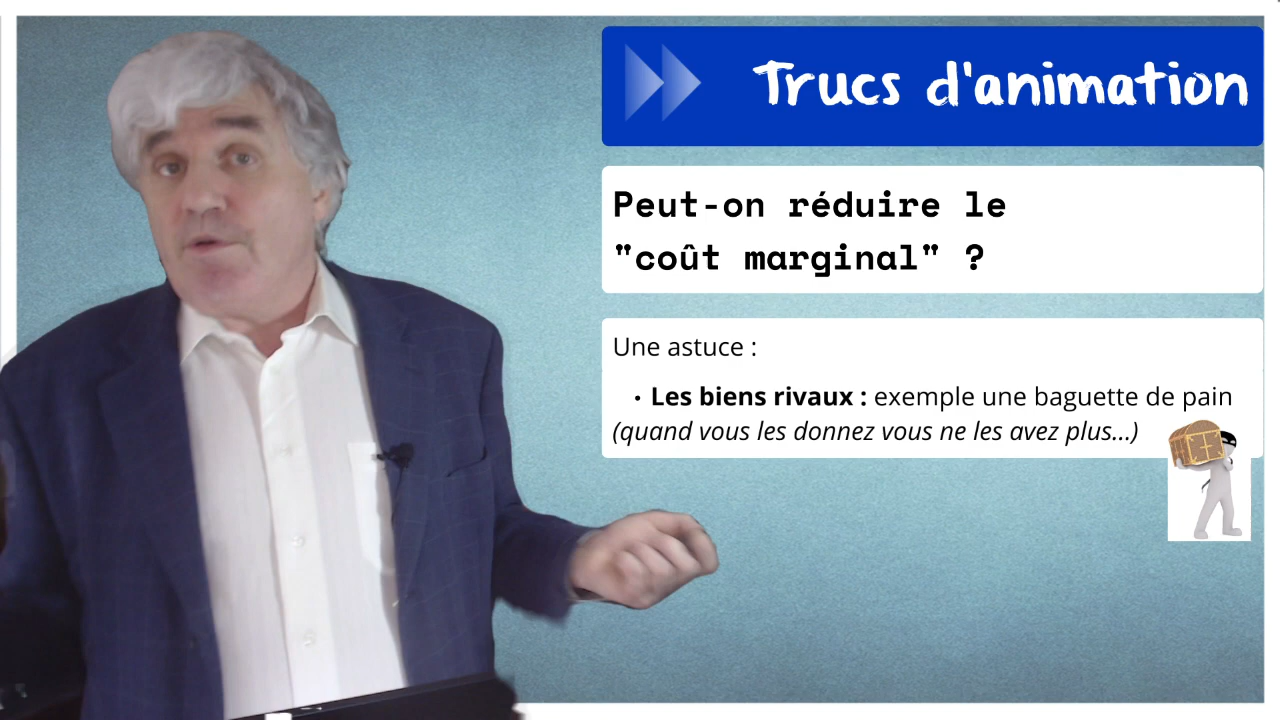 Trucs d'animation
Peut-on réduire le
"coût marginal" ?
Une astuce :
• Les biens rivaux : exemple une baguette de pain
(quand vous les donnez vous ne les avez plus...)